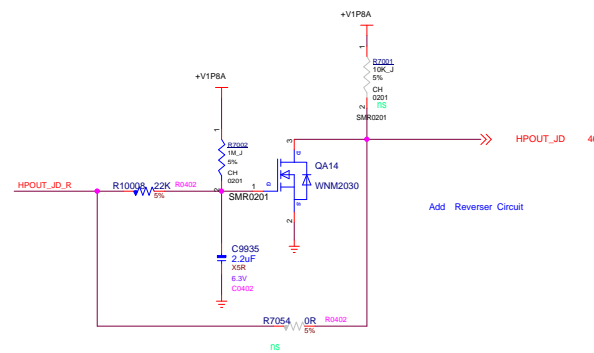 +V1P8A
1
R7001
10K_J
5%
CH
0201
2
ns
SMR0201
+V1P8A
1
R7002
1M_J
5%
CH
0201
2
SMR0201
3
D
QA14
WNM2030
1
G
S
2
HPOUT_JD 40
HPOUT_JD_R
R10008 22K R0402
5%
Add Reverser Circuit
C9935
2.2uF
X5R
6.3V
C0402
R7054 0R R0402
5%
ns